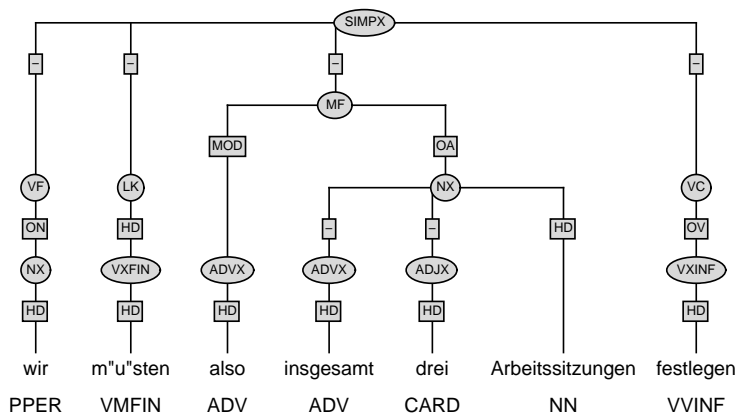 SIMPX
– – – –
MF
MOD OA
VF LK NX VC
ON HD – – HD OV
NX VXFIN ADVX ADVX ADJX VXINF
HD HD HD HD HD HD
wir m"u"sten also insgesamt drei Arbeitssitzungen festlegen
PPER VMFIN ADV ADV CARD NN VVINF